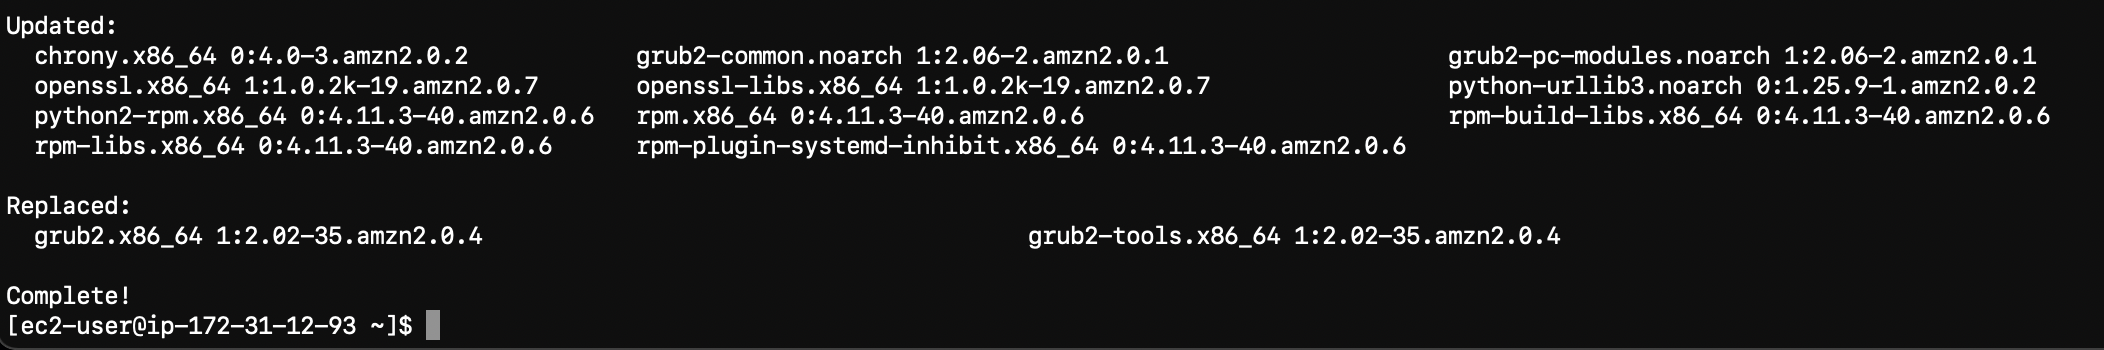 Updated:
chrony.x86_64 0:4.0-3.amzn2.0.2 grub2-common.noarch 1:2.06-2.amzn2.0.1 grub2-pc-modules.noarch 1:2.06-2.amzn2.0.1
openssl.x86_64 1:1.0.2k-19.amzn2.0.7 openssl-libs.x86_64 1:1.0.2k-19.amzn2.0.7 python-urllib3.noarch 0:1.25.9-1.amzn2.0.2
python2-rpm.x86_64 0:4.11.3-40.amzn2.0.6 rpm.x86_64 0:4.11.3-40.amzn2.0.6 rpm-build-libs.x86_64 0:4.11.3-40.amzn2.0.6
rpm-libs.x86_64 0:4.11.3-40.amzn2.0.6 rpm-plugin-systemd-inhibit.x86_64 0:4.11.3-40.amzn2.0.6
Replaced:
grub2.x86_64 1:2.02-35.amzn2.0.4 grub2-tools.x86_64 1:2.02-35.amzn2.0.4
Complete!
[ec2-user@ip-172-31-12-93 ~]$